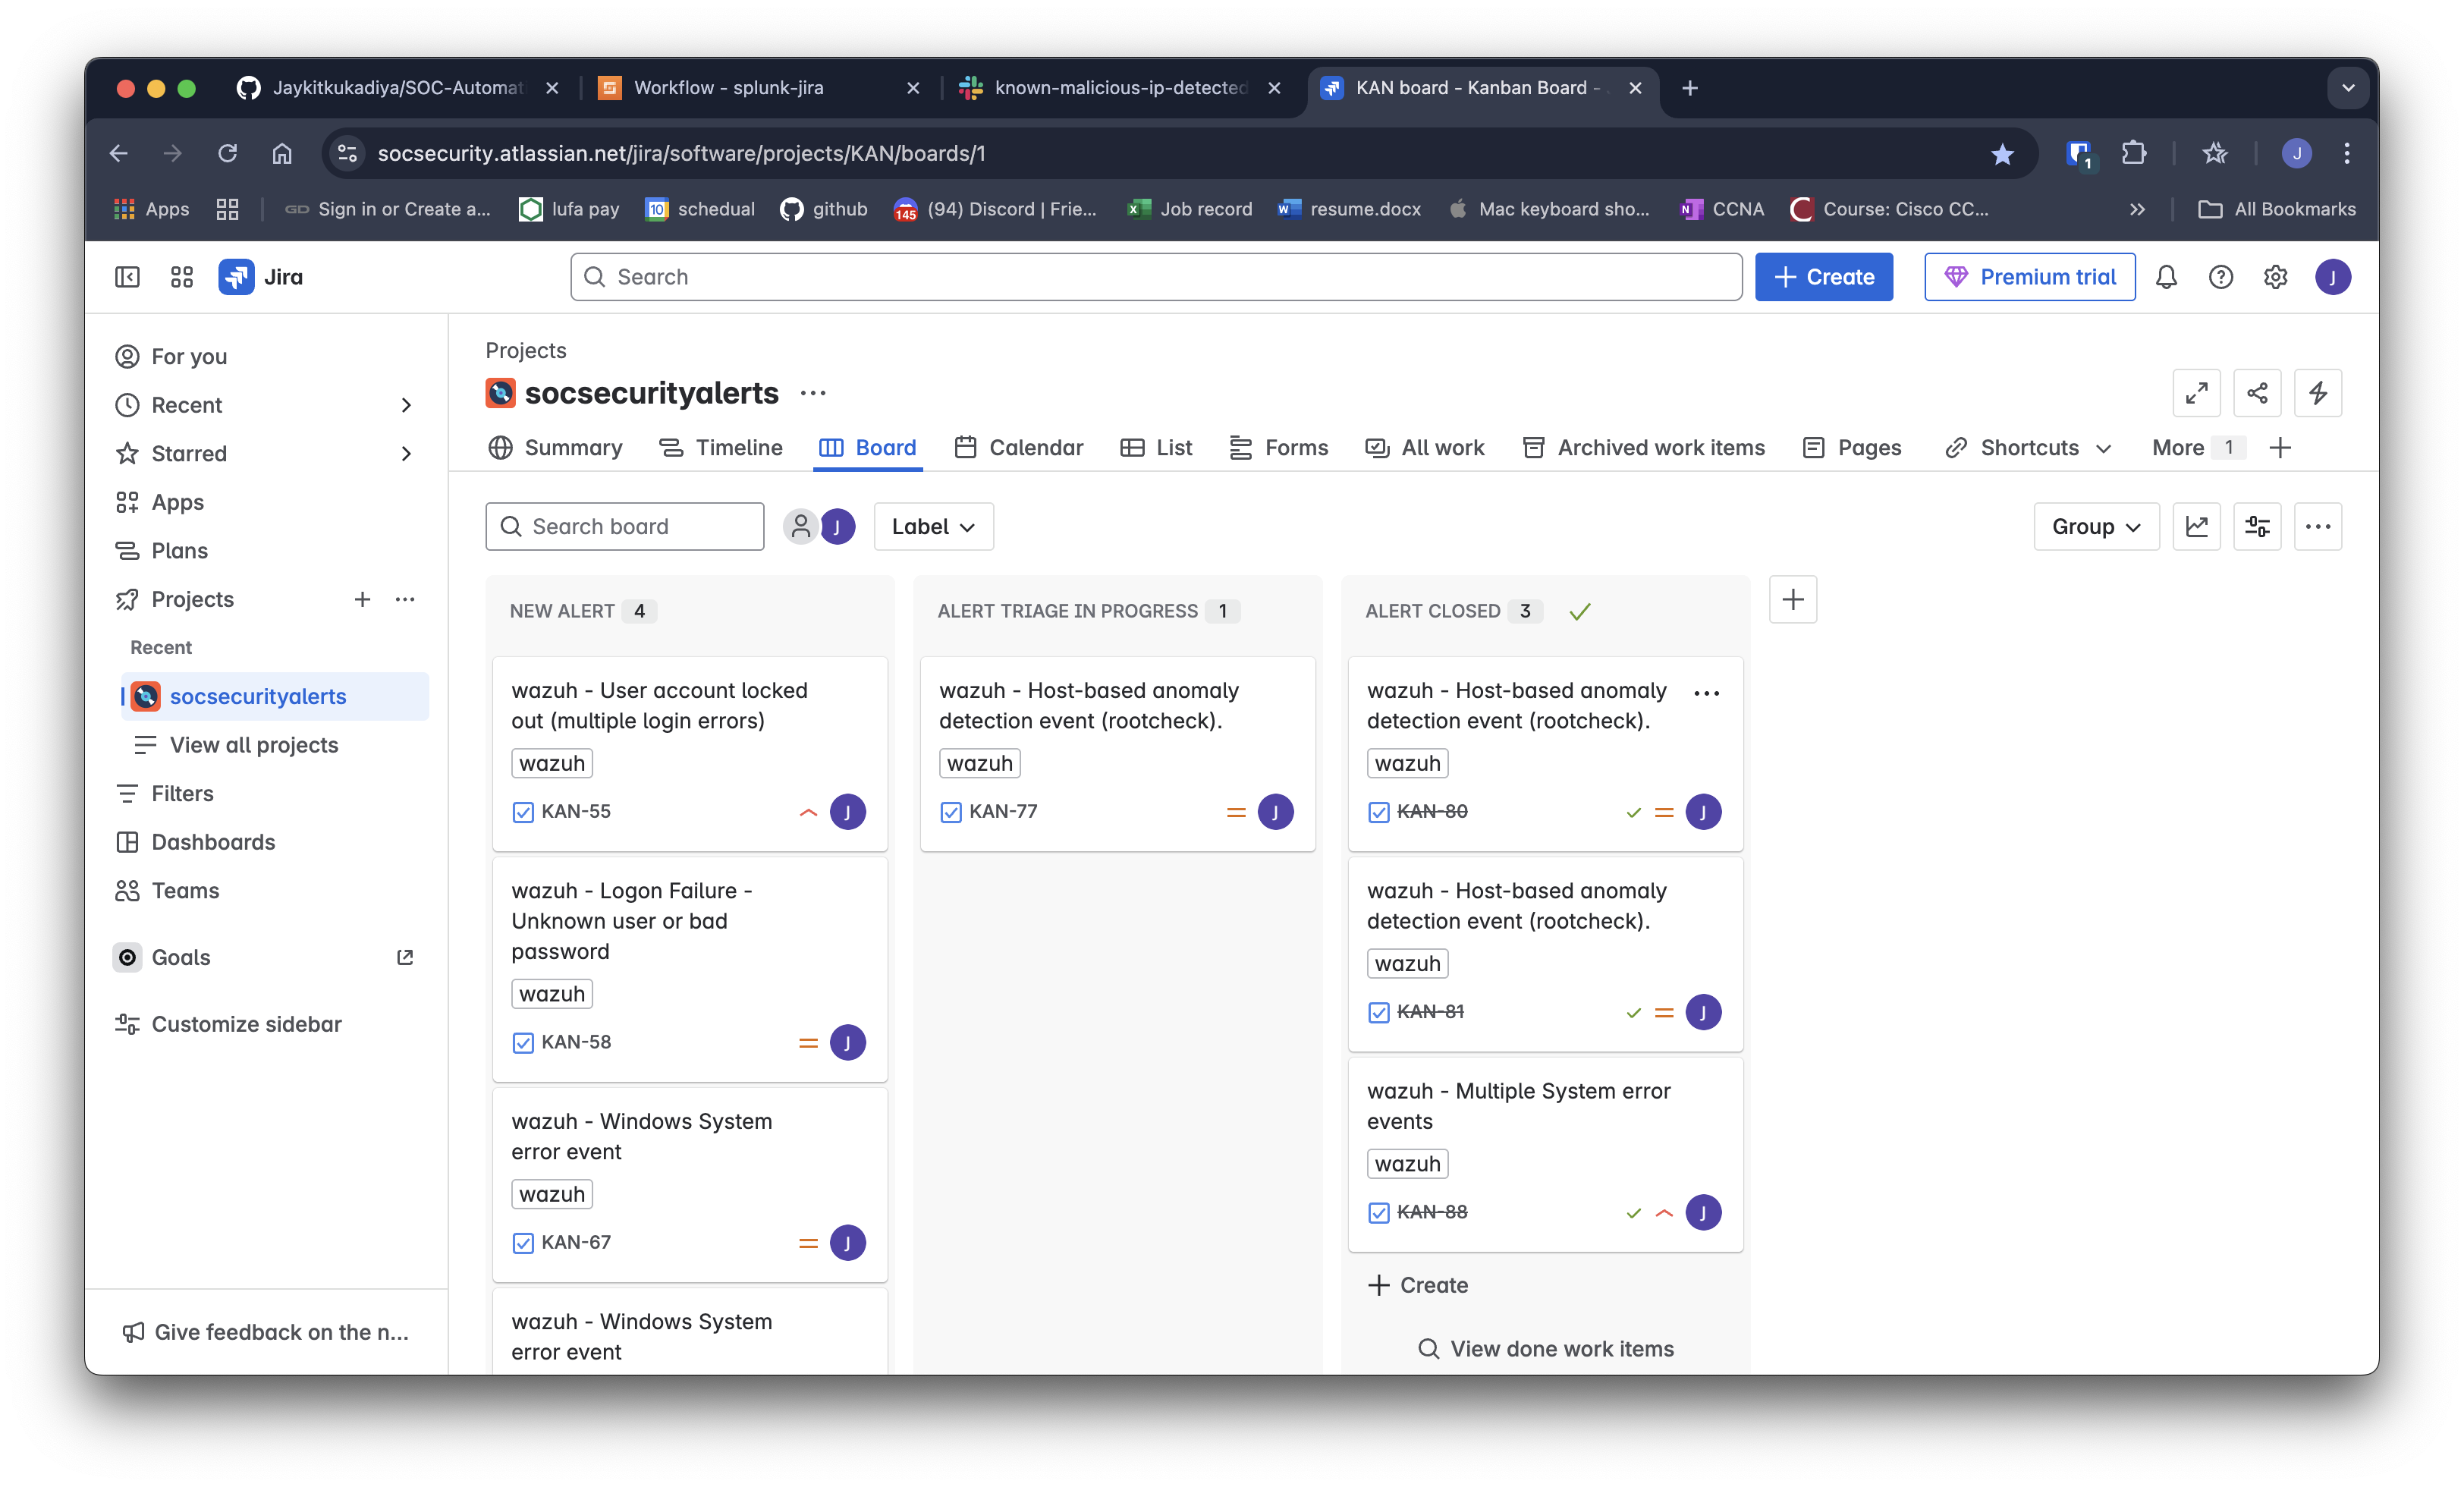 Jaykitkukadiya/SOC-Automat
Workflow - splunk-jira
known-malicious-ip-detected
KAN board - Kanban Board -
socsecurity.atlassian.net/jira/software/projects/KAN/boards/1
1
J
Apps
GD Sign in or Create a...
lufa pay
10 schedual
github
145 (94) Discord | Frie...
Job record
resume.docx
Mac keyboard sho...
CCNA
Course: Cisco CC...
All Bookmarks
Jira
Search
Create
Premium trial
J
For you
Recent
Starred
Apps
Plans
Projects
Recent
socsecurityalerts
View all projects
Filters
Dashboards
Teams
Goals
Customize sidebar
Give feedback on the n...
Projects
socsecurityalerts
Summary
Timeline
Board
Calendar
List
Forms
All work
Archived work items
Pages
Shortcuts
More 1
Search board
J
Label
Group
NEW ALERT 4
wazuh - User account locked
out (multiple login errors)
wazuh
KAN-55
J
wazuh - Logon Failure -
Unknown user or bad
password
wazuh
KAN-58
J
wazuh - Windows System
error event
wazuh
KAN-67
J
wazuh - Windows System
error event
ALERT TRIAGE IN PROGRESS 1
wazuh - Host-based anomaly
detection event (rootcheck).
wazuh
KAN-77
J
ALERT CLOSED 3
wazuh - Host-based anomaly
detection event (rootcheck).
wazuh
KAN-80
J
wazuh - Host-based anomaly
detection event (rootcheck).
wazuh
KAN-81
J
wazuh - Multiple System error
events
wazuh
KAN-88
J
Create
View done work items